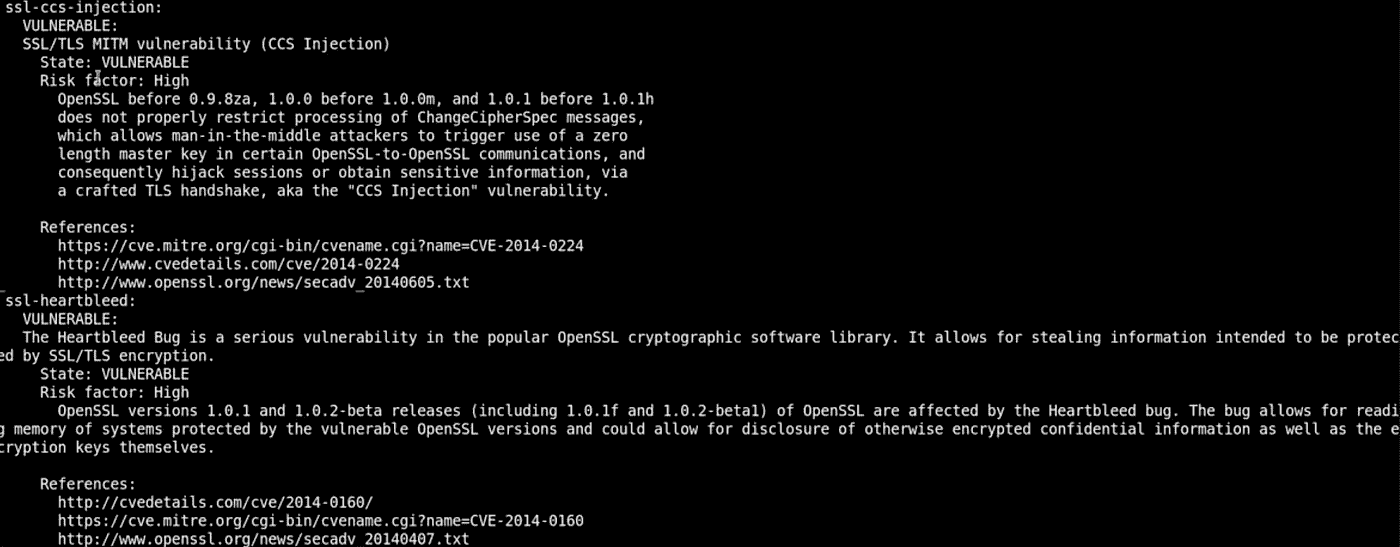 ssl-ccs-injection:
VULNERABLE:
SSL/TLS MITM vulnerability (CCS Injection)
State: VULNERABLE
Risk factor: High
OpenSSL before 0.9.8za, 1.0.0 before 1.0.0m, and 1.0.1 before 1.0.1h
does not properly restrict processing of ChangeCipherSpec messages,
which allows man-in-the-middle attackers to trigger use of a zero
length master key in certain OpenSSL-to-OpenSSL communications, and
consequently hijack sessions or obtain sensitive information, via
a crafted TLS handshake, aka the "CCS Injection" vulnerability.
References:
https://cve.mitre.org/cgi-bin/cvename.cgi?name=CVE-2014-0224
http://www.cvedetails.com/cve/2014-0224
http://www.openssl.org/news/secadv_20140605.txt
_ ssl-heartbleed:
VULNERABLE:
The Heartbleed Bug is a serious vulnerability in the popular OpenSSL cryptographic software library. It allows for stealing information intended to be protec
ed by SSL/TLS encryption.
State: VULNERABLE
Risk factor: High
OpenSSL versions 1.0.1 and 1.0.2-beta releases (including 1.0.1f and 1.0.2-beta1) of OpenSSL are affected by the Heartbleed bug. The bug allows for readi
g memory of systems protected by the vulnerable OpenSSL versions and could allow for disclosure of otherwise encrypted confidential information as well as the e
cryption keys themselves.
References:
http://cvedetails.com/cve/2014-0160/
https://cve.mitre.org/cgi-bin/cvename.cgi?name=CVE-2014-0160
http://www.openssl.org/news/secadv_20140407.txt